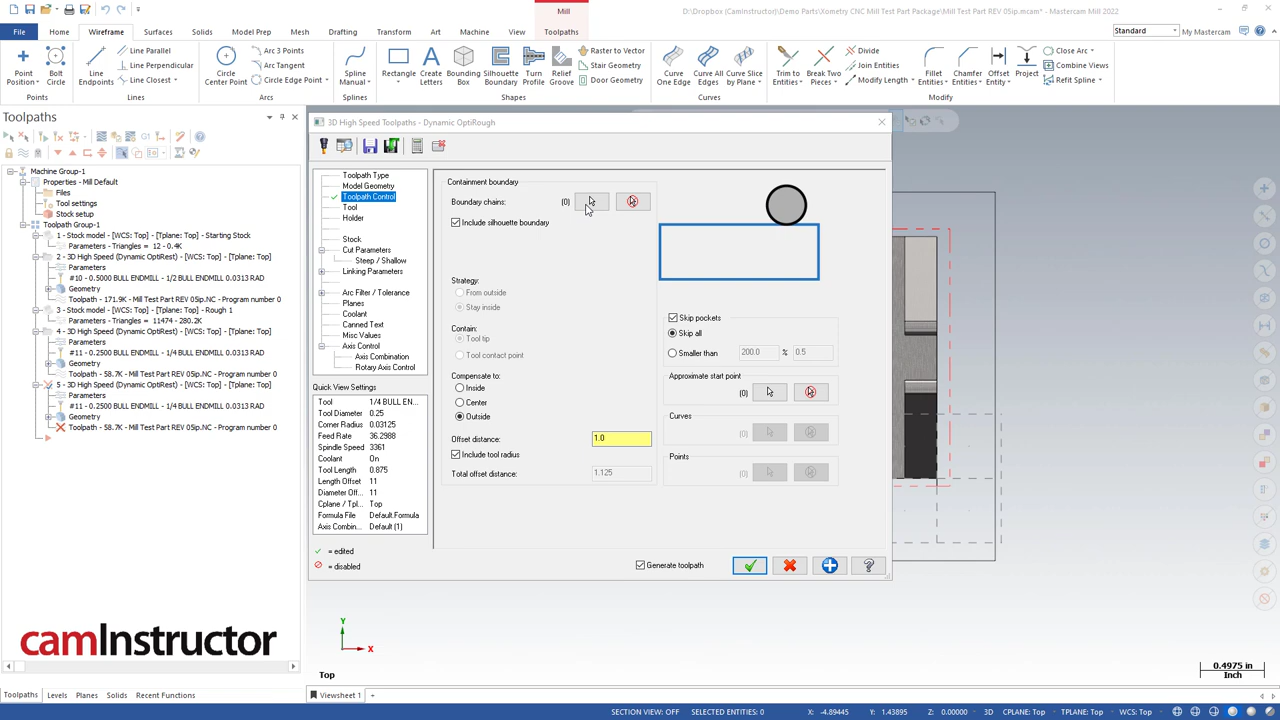 Mill
D:\Dropbox (CamInstructor)\Demo Parts\Xometry CNC Mill Test Part Package\Mill Test Part REV 05ip.mcam* - Mastercam Mill 2022
File
Home
Wireframe
Surfaces
Solids
Model Prep
Mesh
Drafting
Transform
Art
Machine
View
Toolpaths
Standard
My Mastercam
Point Position
Bolt Circle
Line Endpoints
Line Parallel
Line Perpendicular
Line Closest
Circle Center Point
Arc 3 Points
Arc Tangent
Circle Edge Point
Spline Manual
Rectangle
Create Letters
Bounding Box
Silhouette Boundary
Turn Profile
Relief Groove
Raster to Vector
Stair Geometry
Door Geometry
Curve One Edge
Curve All Edges
Curve Slice by Plane
Trim to Entities
Break Two Pieces
Divide
Join Entities
Modify Length
Fillet Entities
Chamfer Entities
Offset Entity
Project
Close Arc
Combine Views
Refit Spline
Points
Lines
Arcs
Splines
Shapes
Curves
Modify
Toolpaths
Machine Group-1
Properties - Mill Default
Files
Tool settings
Stock setup
Toolpath Group-1
1 - Stock model - [WCS: Top] - [Tplane: Top] - Starting Stock
Parameters - Triangles = 12 - 0.4K
2 - 3D High Speed (Dynamic OptiRest) - [WCS: Top] - [Tplane: Top]
Parameters
#10 - 0.5000 BULL ENDMILL - 1/2 BULL ENDMILL 0.0313 RAD
Geometry
Toolpath - 171.9K - Mill Test Part REV 05ip.NC - Program number 0
3 - Stock model - [WCS: Top] - [Tplane: Top] - Rough 1
Parameters - Triangles = 11474 - 280.2K
4 - 3D High Speed (Dynamic OptiRest) - [WCS: Top] - [Tplane: Top]
Parameters
#11 - 0.2500 BULL ENDMILL - 1/4 BULL ENDMILL 0.0313 RAD
Geometry
Toolpath - 58.7K - Mill Test Part REV 05ip.NC - Program number 0
5 - 3D High Speed (Dynamic OptiRest) - [WCS: Top] - [Tplane: Top]
Parameters
#11 - 0.2500 BULL ENDMILL - 1/4 BULL ENDMILL 0.0313 RAD
Geometry
Toolpath - 58.7K - Mill Test Part REV 05ip.NC - Program number 0
3D High Speed Toolpaths - Dynamic OptiRough
Toolpath Type
Model Geometry
Toolpath Control
Tool
Holder
Stock
Cut Parameters
Steep / Shallow
Linking Parameters
Arc Filter / Tolerance
Planes
Coolant
Canned Text
Misc Values
Axis Control
Axis Combination
Rotary Axis Control
Quick View Settings
Tool 1/4 BULL EN...
Tool Diameter 0.25
Corner Radius 0.03125
Feed Rate 36.2988
Spindle Speed 3361
Coolant On
Tool Length 0.875
Length Offset 11
Diameter Off... 11
Cplane / Tpl... Top
Formula File Default.Formula
Axis Combin... Default (1)
= edited
= disabled
Containment boundary
Boundary chains: (0)
Include silhouette boundary
Strategy:
From outside
Stay inside
Contain:
Tool tip
Tool contact point
Compensate to:
Inside
Center
Outside
Offset distance: 1.0
Include tool radius
Total offset distance: 1.125
Skip pockets
Skip all
Smaller than 200.0 % 0.5
Approximate start point
(0)
Curves
(0)
Points
(0)
Generate toolpath
camInstructor
Y
X
Top
0.4975 in
Inch
Toolpaths
Levels
Planes
Solids
Recent Functions
Viewsheet 1
+
SECTION VIEW: OFF
SELECTED ENTITIES: 0
X: -4.89445
Y: 1.43895
Z: 0.00000
3D
CPLANE: Top
TPLANE: Top
WCS: Top